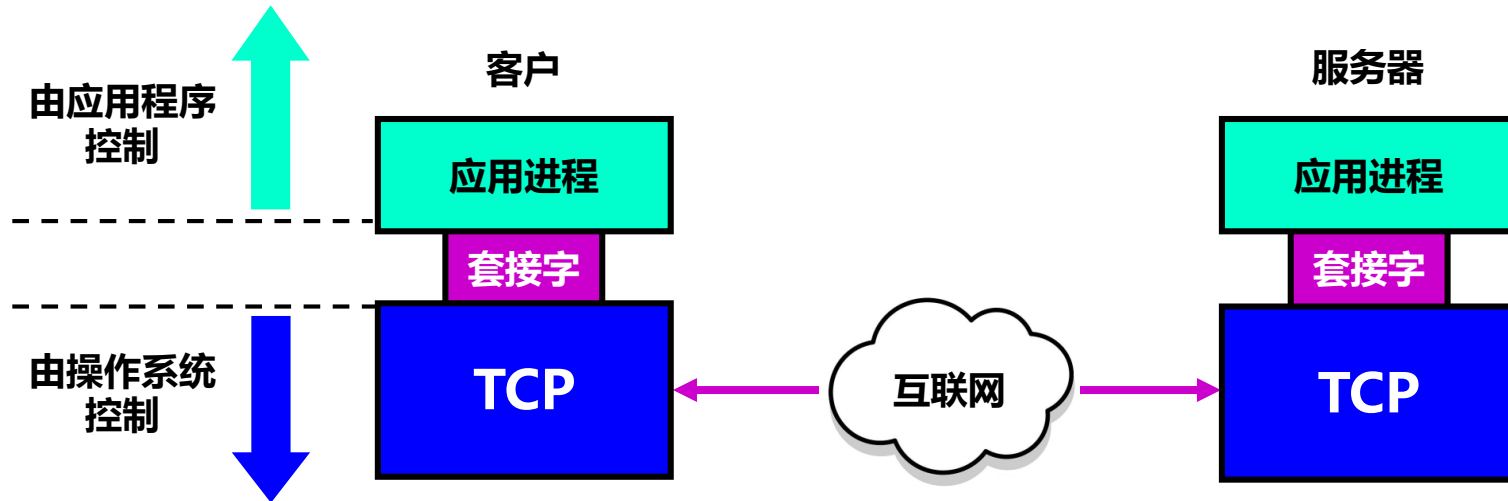 客户
服务器
由应用程序
控制
应用进程
应用进程
套接字
套接字
由操作系统
控制
TCP
互联网
TCP